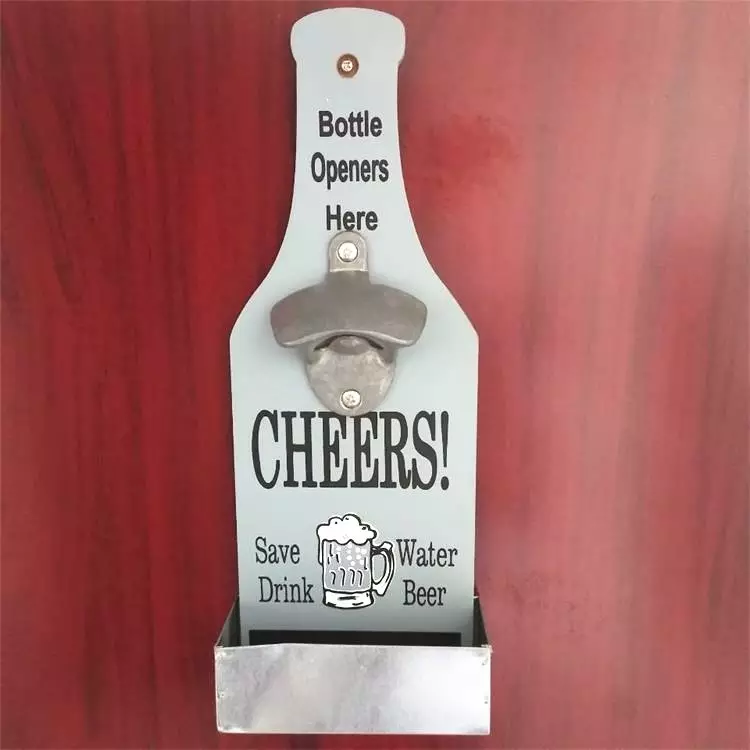 Bottle
Openers
Here
CHEERS!
Save Water
Drink Beer